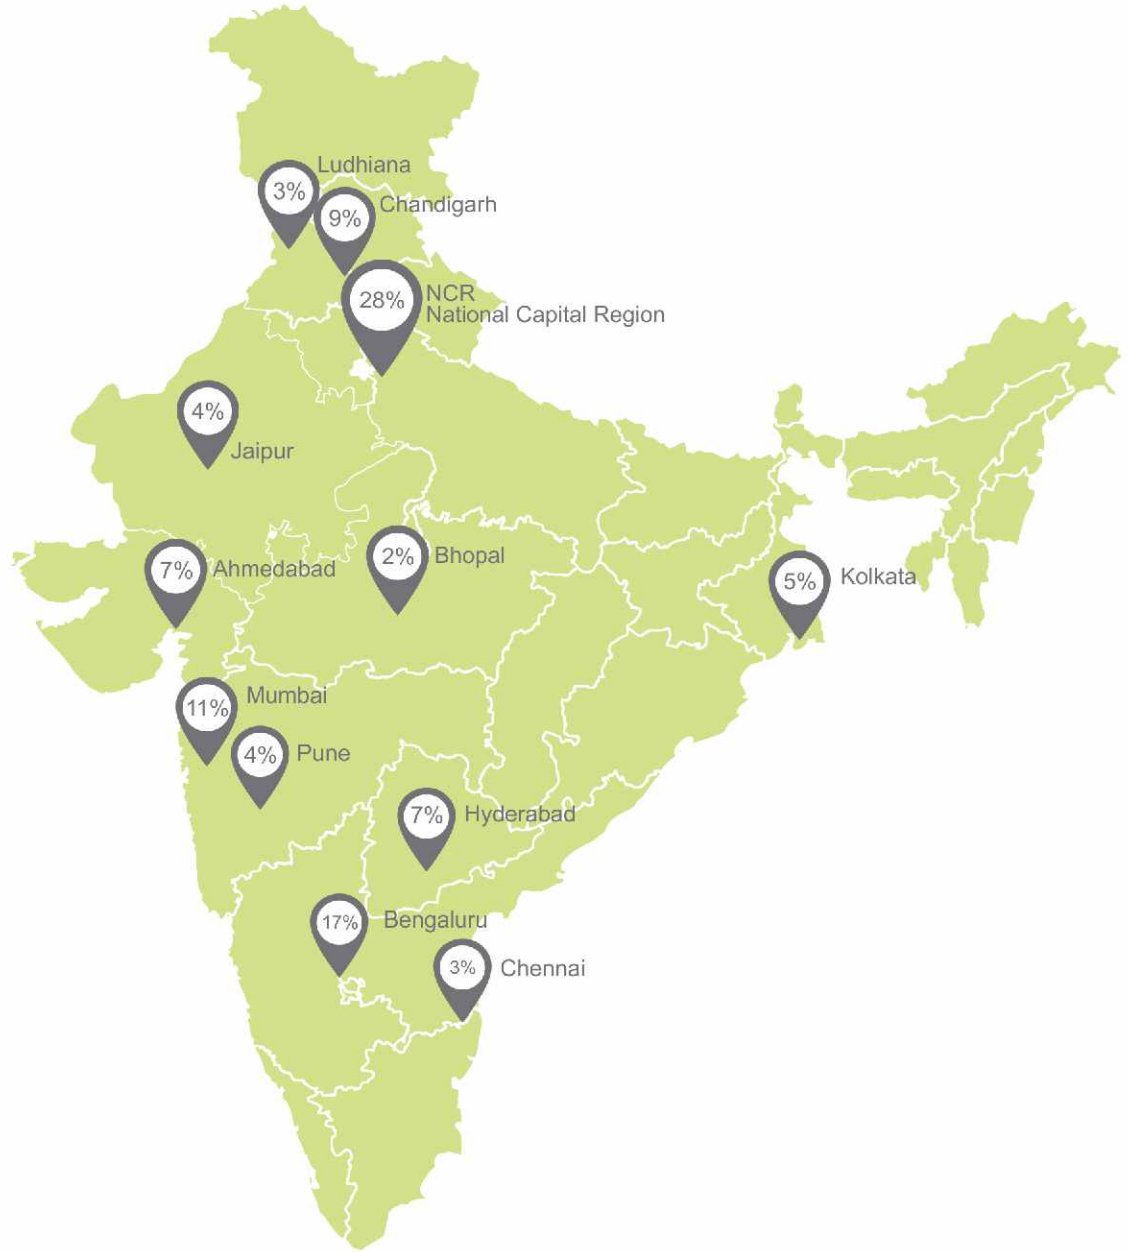 Ludhiana
3%
Chandigarh
9%
NCR
28%
National Capital Region
4%
Jaipur
Bhopal
2%
Ahmedabad
7%
Kolkata
5%
Mumbai
11%
Pune
4%
Hyderabad
7%
Bengaluru
17%
Chennai
3%